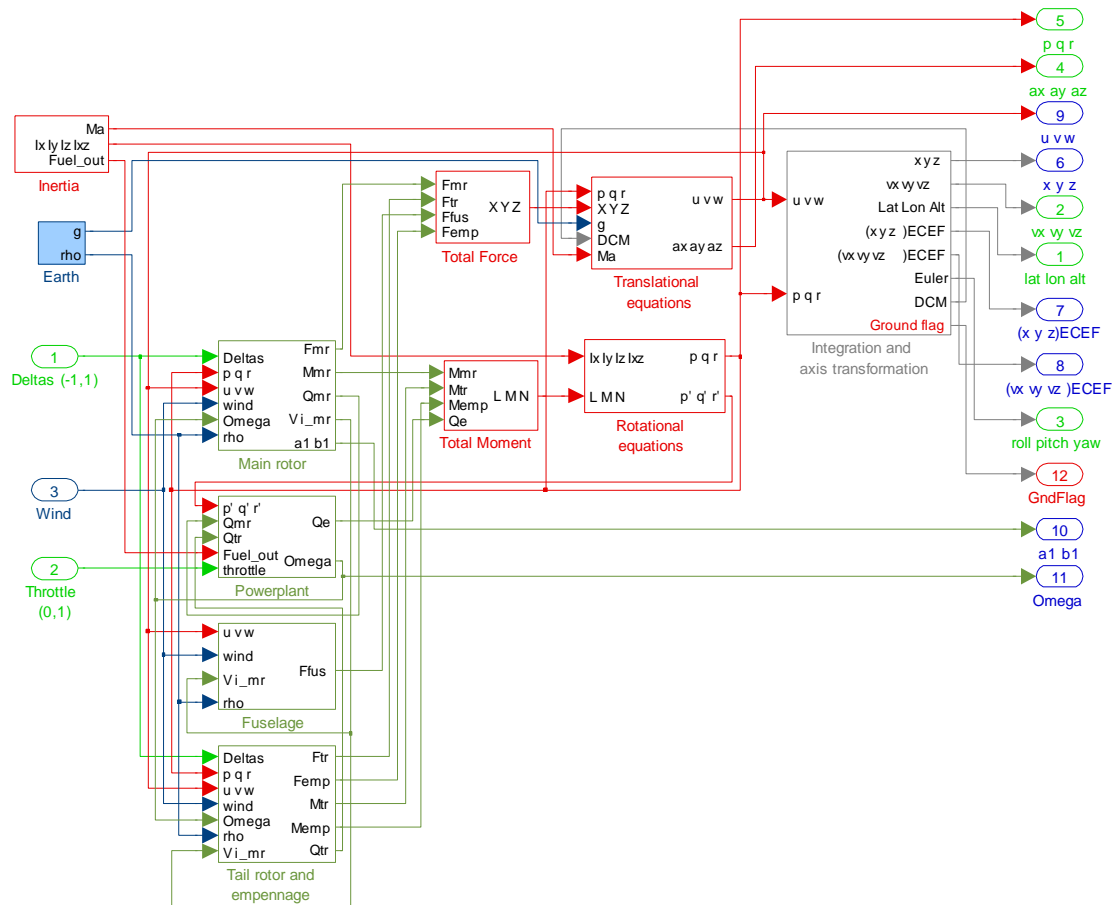 5
p q r
4
ax ay az
9
u v w
6
x y z
2
vx vy vz
1
lat lon alt
7
(x y z)ECEF
8
(vx vy vz )ECEF
3
roll pitch yaw
12
GndFlag
10
a1 b1
11
Omega
Ma
Ix Iy Iz Ixz
Fuel_out
Inertia
g
rho
Earth
1
Deltas (-1,1)
3
Wind
2
Throttle
(0,1)
Fmr
Ftr
Ffus
Femp
X Y Z
Total Force
p q r
X Y Z
g
DCM
Ma
u v w
ax ay az
Translational
equations
u v w
p q r
x y z
vx vy vz
Lat Lon Alt
(x y z )ECEF
(vx vy vz )ECEF
Euler
DCM
Ground flag
Integration and
axis transformation
Deltas
p q r
u v w
wind
Omega
rho
Fmr
Mmr
Qmr
Vi_mr
a1 b1
Main rotor
Mmr
Mtr
Memp
Qe
L M N
Total Moment
Ix Iy Iz Ixz
L M N
p q r
p' q' r'
Rotational
equations
p' q' r'
Qmr
Qtr
Fuel_out
throttle
Qe
Omega
Powerplant
u v w
wind
Vi_mr
rho
Ffus
Fuselage
Deltas
p q r
u v w
wind
Omega
rho
Vi_mr
Ftr
Femp
Mtr
Memp
Qtr
Tail rotor and
empennage